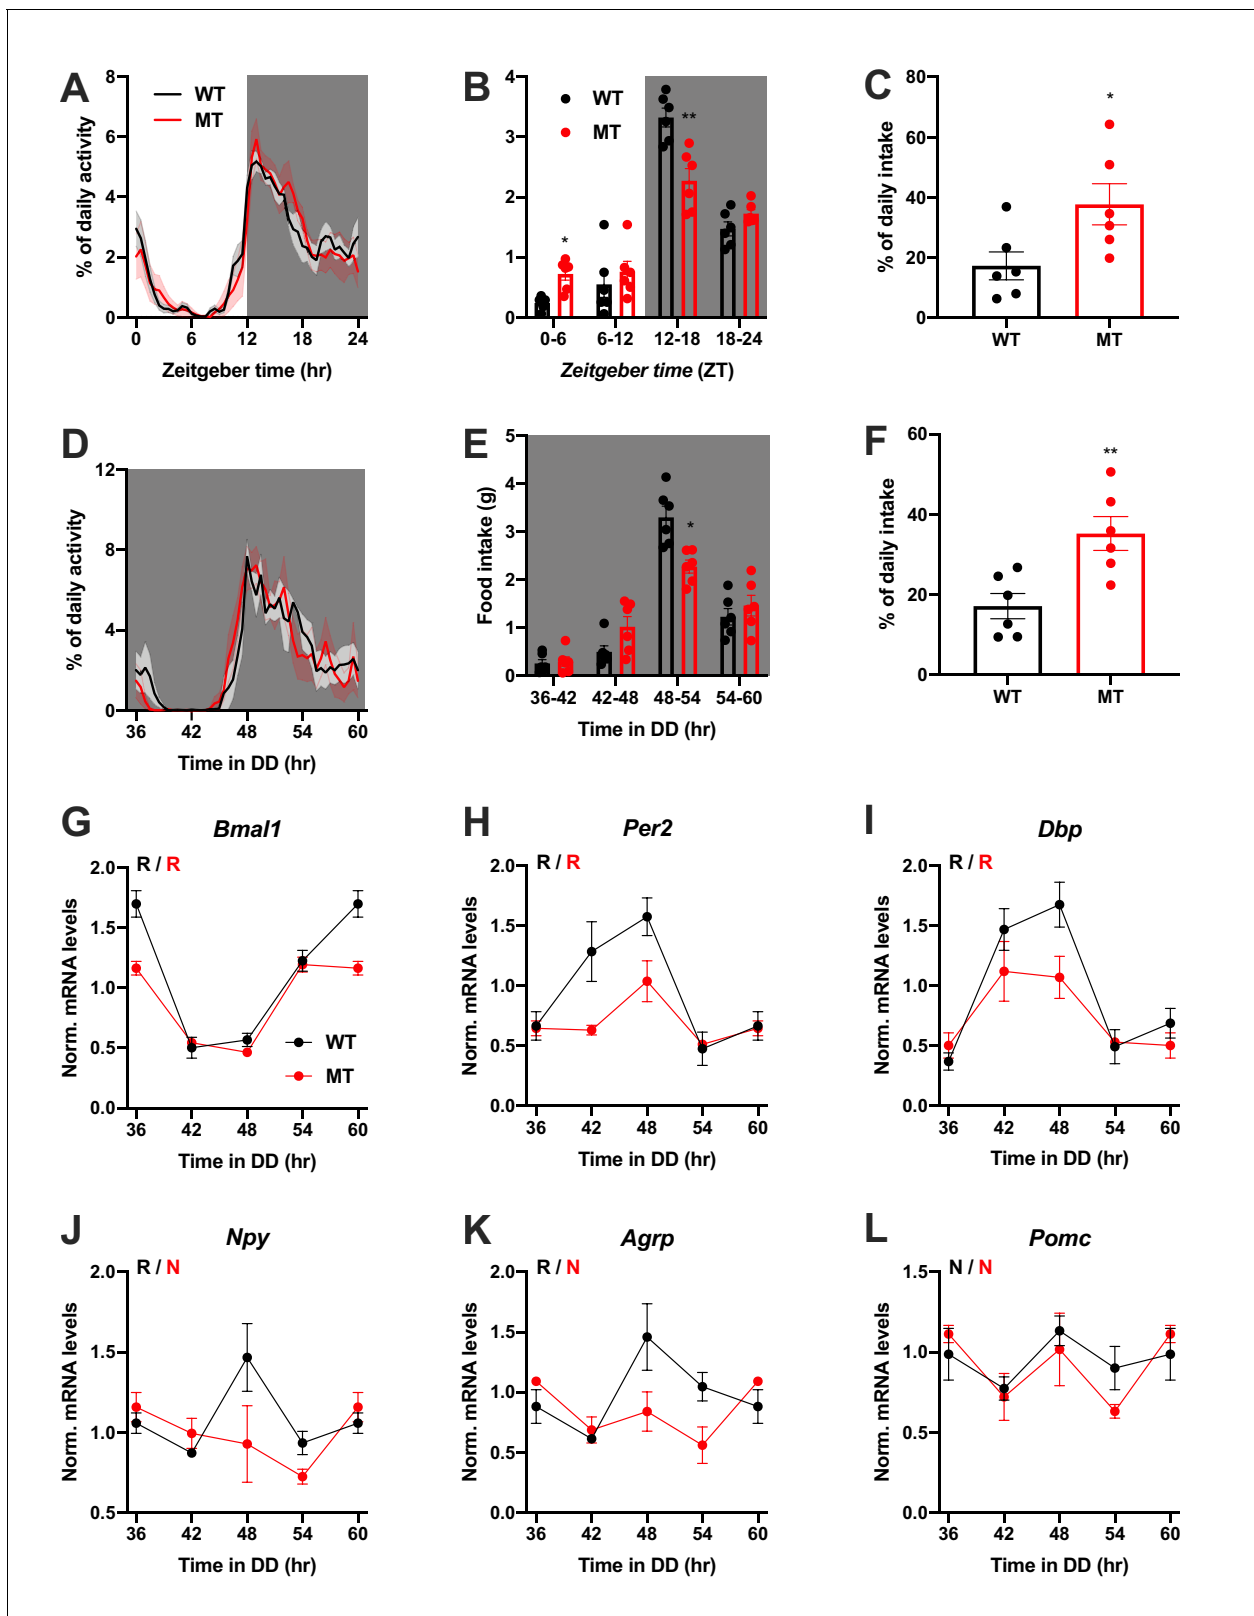 A
WT
MT
% of daily activity
8
6
4
2
0
0 6 12 18 24
Zeitgeber time (hr)
B
WT
MT
4
3
2
1
0
*
**
0-6 6-12 12-18 18-24
Zeitgeber time (ZT)
C
% of daily intake
80
60
40
20
0
*
WT MT
D
% of daily activity
12
8
4
0
36 42 48 54 60
Time in DD (hr)
E
Food intake (g)
5
4
3
2
1
0
*
36-42 42-48 48-54 54-60
Time in DD (hr)
F
% of daily intake
60
40
20
0
**
WT MT
G
Bmal1
R / R
Norm. mRNA levels
2.0
1.5
1.0
0.5
0.0
WT
MT
36 42 48 54 60
Time in DD (hr)
H
Per2
R / R
Norm. mRNA levels
2.0
1.5
1.0
0.5
0.0
36 42 48 54 60
Time in DD (hr)
I
Dbp
R / R
Norm. mRNA levels
2.0
1.5
1.0
0.5
0.0
36 42 48 54 60
Time in DD (hr)
J
Npy
R / N
Norm. mRNA levels
2.0
1.5
1.0
0.5
36 42 48 54 60
Time in DD (hr)
K
Agrp
R / N
Norm. mRNA levels
2.0
1.5
1.0
0.5
0.0
36 42 48 54 60
Time in DD (hr)
L
Pomc
N / N
Norm. mRNA levels
1.5
1.0
0.5
0.0
36 42 48 54 60
Time in DD (hr)